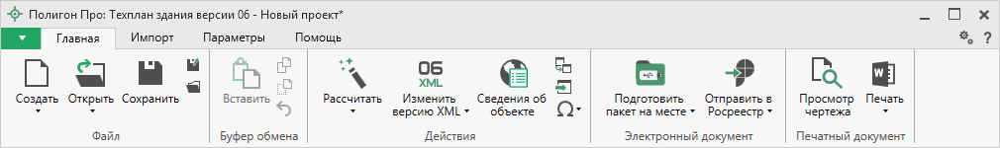 Полигон Про: Техплан здания версии 06 - Новый проект*
Главная Импорт Параметры Помощь
?
06
XML
W
Ω
Создать Открыть Сохранить Вставить Рассчитать Изменить версию XML Сведения об объекте Подготовить пакет на месте Отправить в Росреестр Просмотр чертежа Печать
Файл Буфер обмена Действия Электронный документ Печатный документ